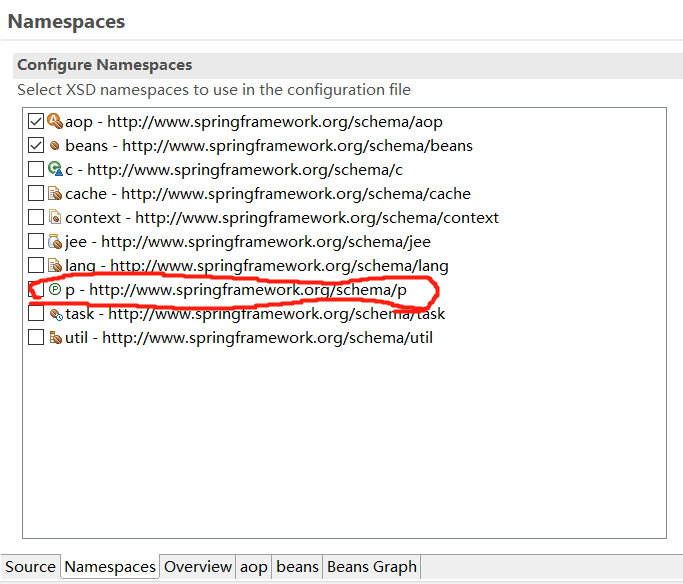 Namespaces
Configure Namespaces
Select XSD namespaces to use in the configuration file
aop - http://www.springframework.org/schema/aop
beans - http://www.springframework.org/schema/beans
c - http://www.springframework.org/schema/c
cache - http://www.springframework.org/schema/cache
context - http://www.springframework.org/schema/context
jee - http://www.springframework.org/schema/jee
lang - http://www.springframework.org/schema/lang
p - http://www.springframework.org/schema/p
task - http://www.springframework.org/schema/task
util - http://www.springframework.org/schema/util
Source Namespaces Overview aop beans Beans Graph